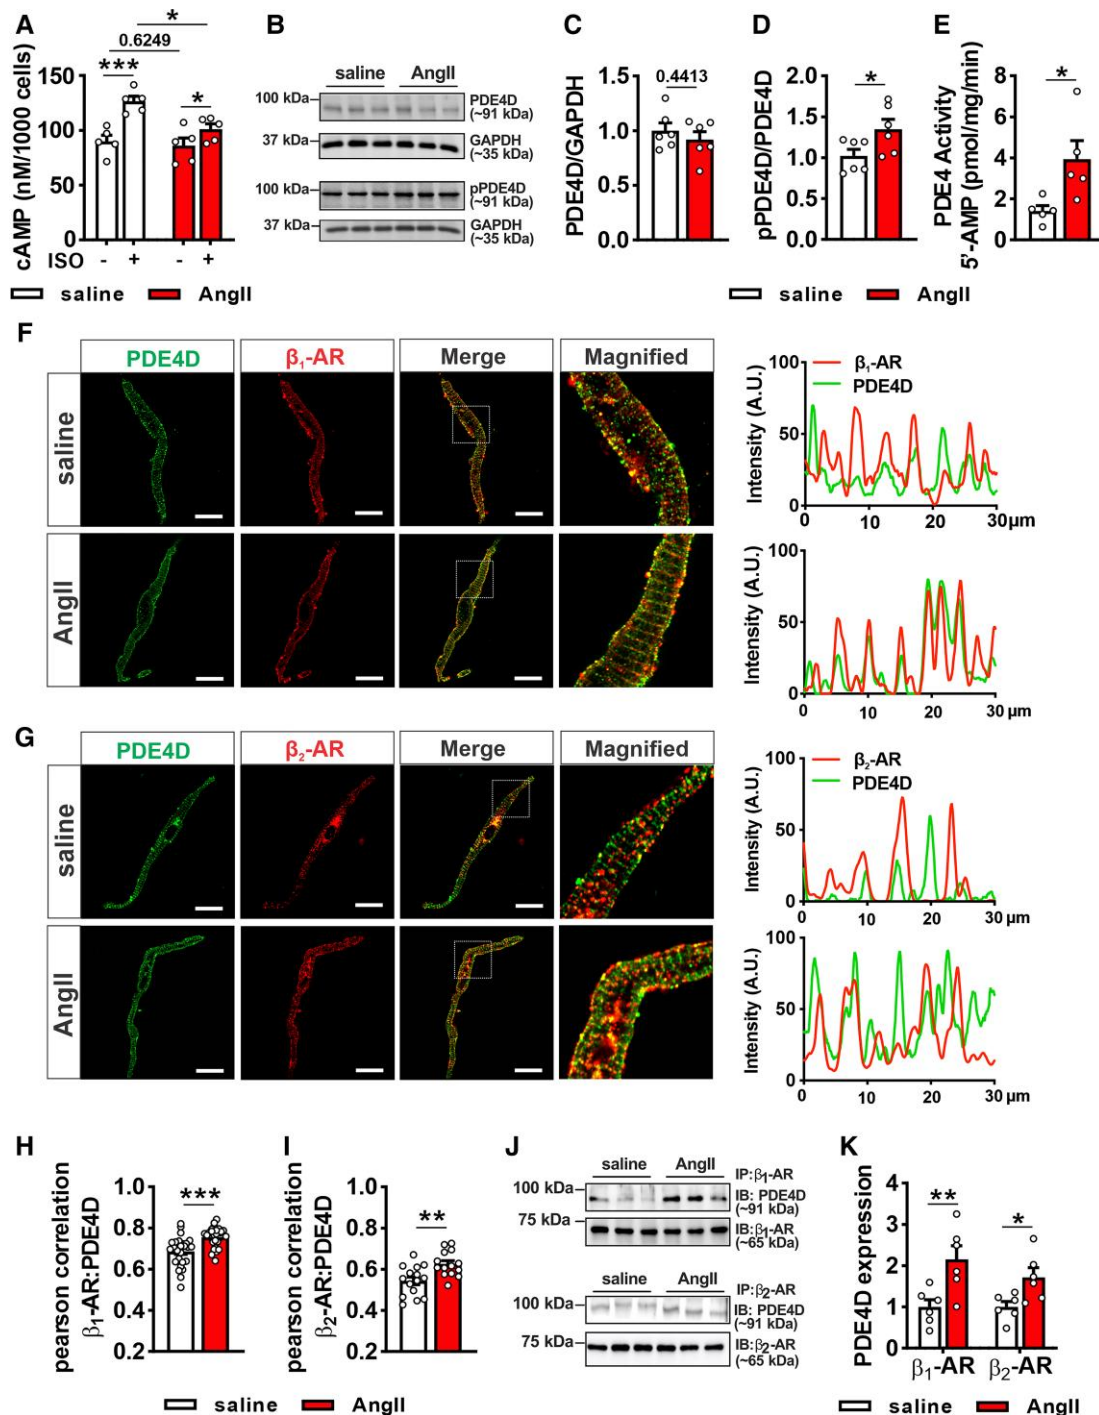 A
cAMP (nM/1000 cells)
150
100
50
0
***
0.6249
*
*
ISO - + - +
B
saline AngII
100 kDa
PDE4D
(~91 kDa)
37 kDa
GAPDH
(~35 kDa)
100 kDa
pPDE4D
(~91 kDa)
37 kDa
GAPDH
(~35 kDa)
C
PDE4D/GAPDH
1.5
1.0
0.5
0.0
0.4413
D
pPDE4D/PDE4D
2.0
1.5
1.0
0.5
0.0
*
E
PDE4 Activity
5'-AMP (pmol/mg/min)
8
6
4
2
0
*
saline AngII
saline AngII
F
PDE4D β₁-AR Merge Magnified
saline
AngII
Intensity (A.U.)
100
50
0
β₁-AR
PDE4D
0 10 20 30 µm
Intensity (A.U.)
100
50
0
0 10 20 30 µm
G
PDE4D β₂-AR Merge Magnified
saline
AngII
Intensity (A.U.)
100
50
0
β₂-AR
PDE4D
0 10 20 30 µm
Intensity (A.U.)
100
50
0
0 10 20 30 µm
H
pearson correlation
β₁-AR:PDE4D
1.0
0.8
0.6
0.4
0.2
***
I
pearson correlation
β₂-AR:PDE4D
1.0
0.8
0.6
0.4
0.2
**
saline AngII
J
saline AngII
IP:β₁-AR
100 kDa
IB: PDE4D
(~91 kDa)
75 kDa
IB:β₁-AR
(~65 kDa)
saline AngII
IP:β₂-AR
100 kDa
IB: PDE4D
(~91 kDa)
75 kDa
IB:β₂-AR
(~65 kDa)
K
PDE4D expression
4
3
2
1
0
**
*
β₁-AR β₂-AR
saline AngII